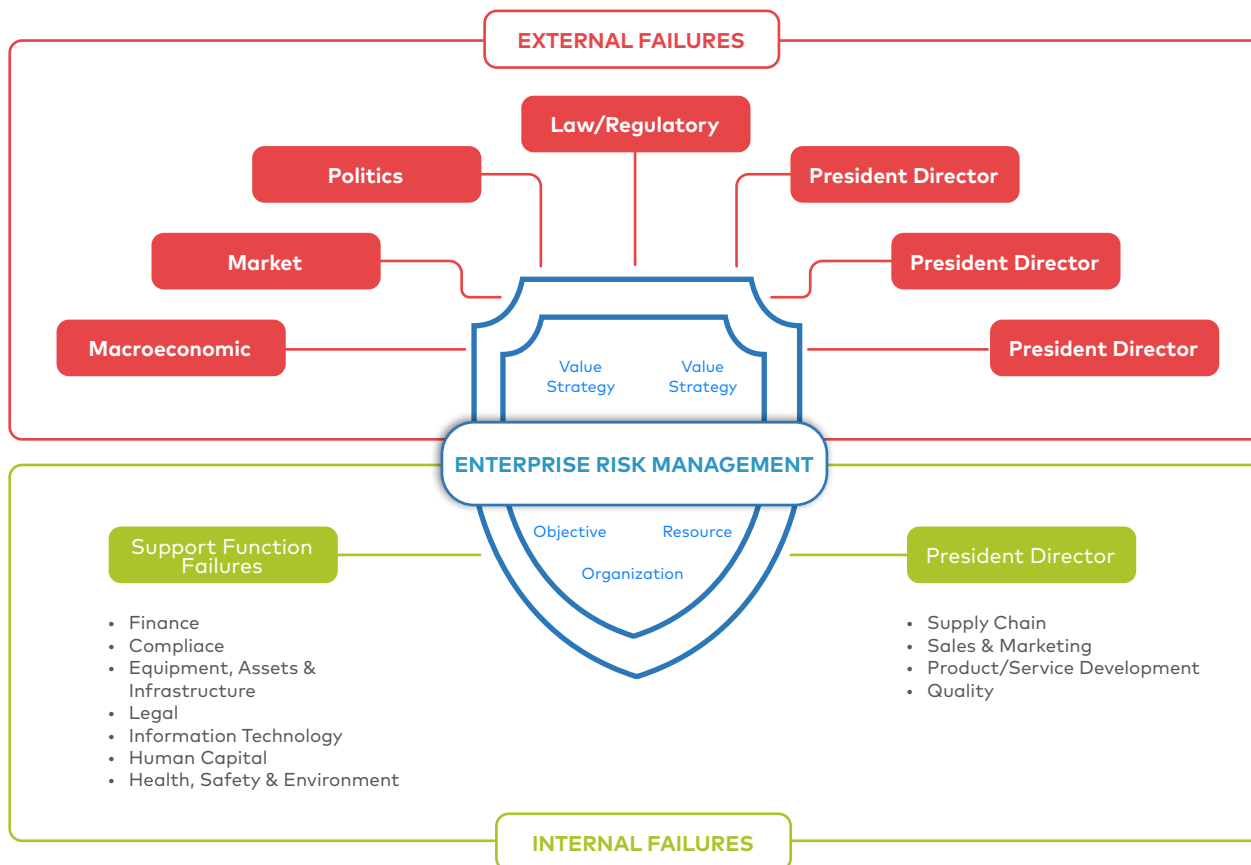 EXTERNAL FAILURES
Law/Regulatory
Politics
President Director
Market
President Director
Macroeconomic
President Director
Value
Strategy
Value
Strategy
ENTERPRISE RISK MANAGEMENT
Objective
Resource
Organization
Support Function
Failures
• Finance
• Compliace
• Equipment, Assets &
Infrastructure
• Legal
• Information Technology
• Human Capital
• Health, Safety & Environment
President Director
• Supply Chain
• Sales & Marketing
• Product/Service Development
• Quality
INTERNAL FAILURES